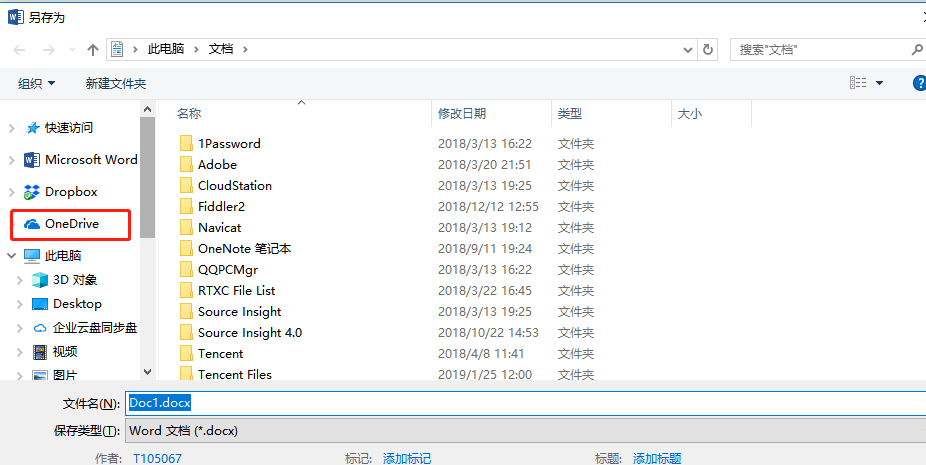 另存为
此电脑 文档 搜索"文档"
组织 新建文件夹
名称 修改日期 类型 大小
快速访问
Microsoft Word
Dropbox
OneDrive
此电脑
3D 对象
Desktop
企业云盘同步盘
视频
图片
1Password 2018/3/13 16:22 文件夹
Adobe 2018/3/20 21:51 文件夹
CloudStation 2018/3/13 19:25 文件夹
Fiddler2 2018/12/12 12:55 文件夹
Navicat 2018/3/13 19:12 文件夹
OneNote 笔记本 2018/9/11 19:24 文件夹
QQPCMgr 2018/3/13 16:22 文件夹
RTXC File List 2018/3/22 16:45 文件夹
Source Insight 2018/3/13 19:25 文件夹
Source Insight 4.0 2018/10/22 14:53 文件夹
Tencent 2018/4/8 11:41 文件夹
Tencent Files 2019/1/25 12:00 文件夹
文件名(N): Doc1.docx
保存类型(T): Word 文档 (*.docx)
作者: T105067 标记: 添加标记 标题: 添加标题